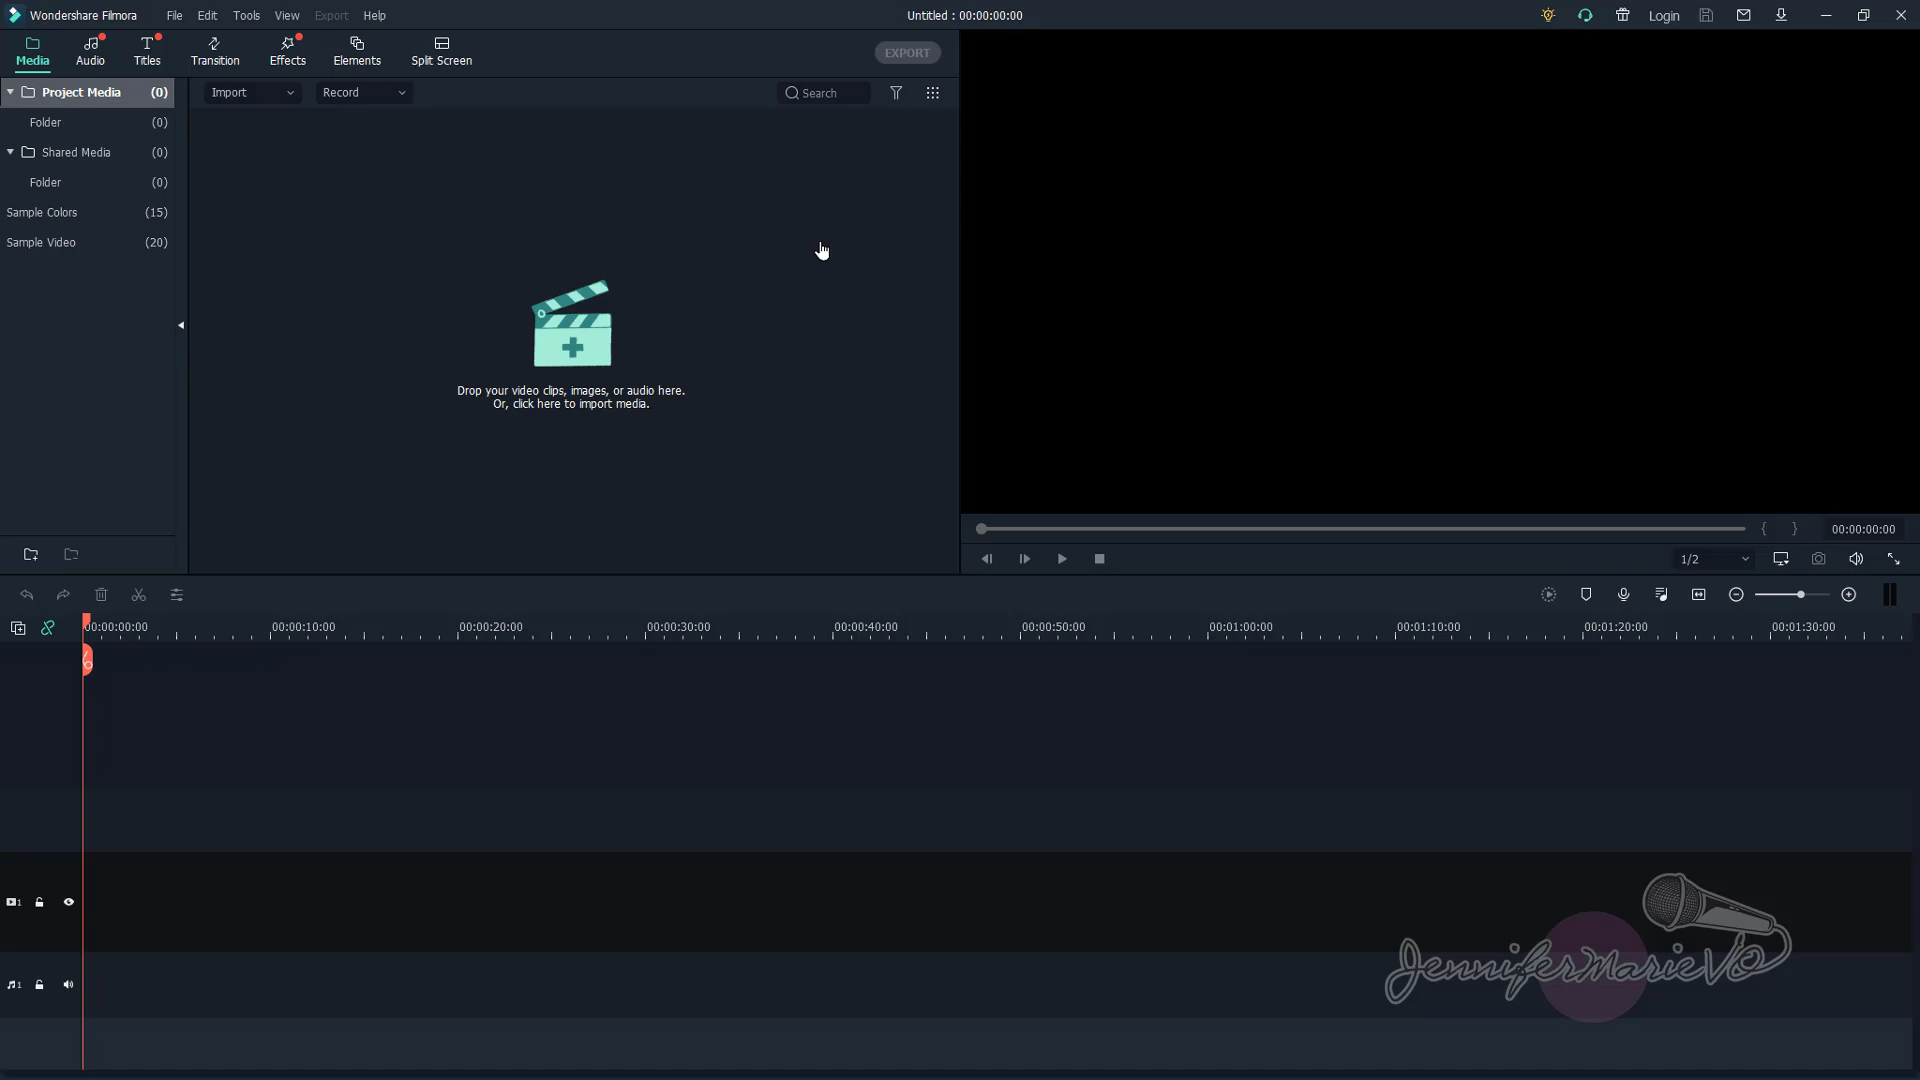 Wondershare Filmora
File
Edit
Tools
View
Export
Help
Untitled : 00:00:00:00
Login
Media
Audio
Titles
Transition
Effects
Elements
Split Screen
EXPORT
Project Media (0)
Folder (0)
Shared Media (0)
Folder (0)
Sample Colors (15)
Sample Video (20)
Import
Record
Search
Drop your video clips, images, or audio here.
Or, click here to import media.
{ } 00:00:00:00
1/2
00:00:00:00
00:00:10:00
00:00:20:00
00:00:30:00
00:00:40:00
00:00:50:00
00:01:00:00
00:01:10:00
00:01:20:00
00:01:30:00
1
1
JenniferMarieVO